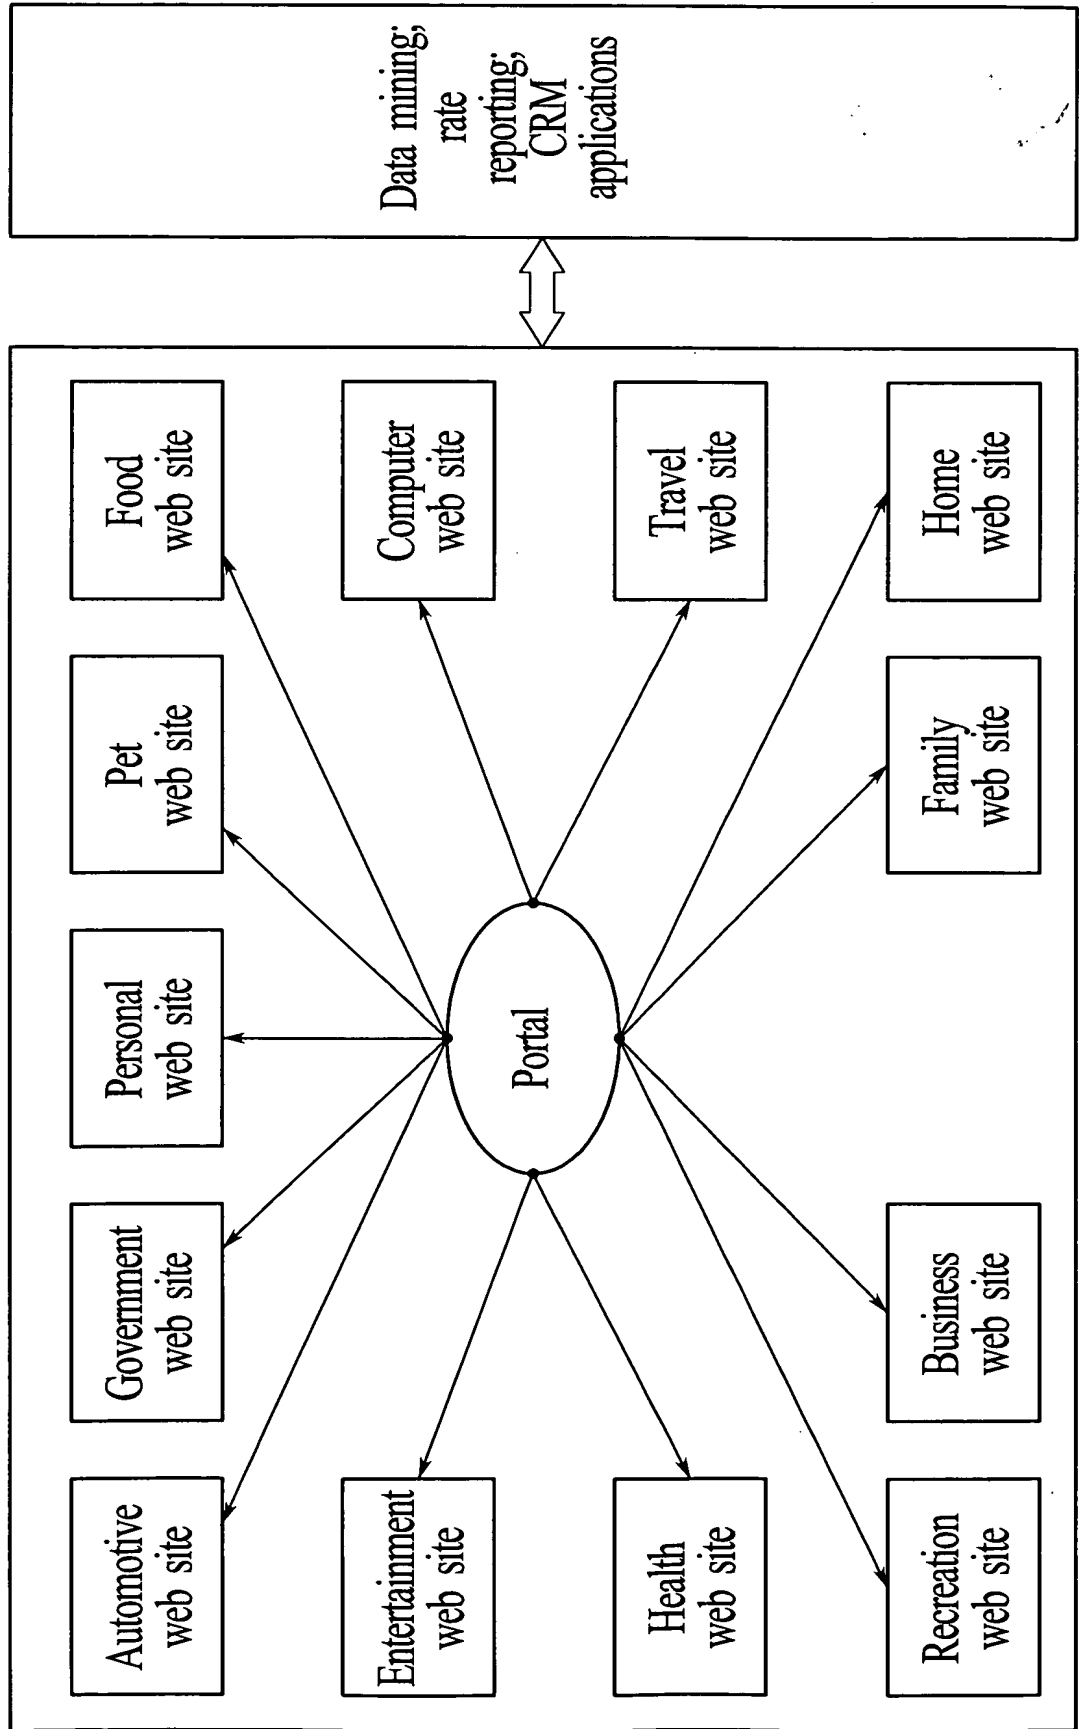 Automotive
web site
Government
web site
Personal
web site
Pet
web site
Food
web site
Entertainment
web site
Computer
web site
Portal
Health
web site
Travel
web site
Recreation
web site
Business
web site
Family
web site
Home
web site
Data mining;
rate
reporting;
CRM
applications